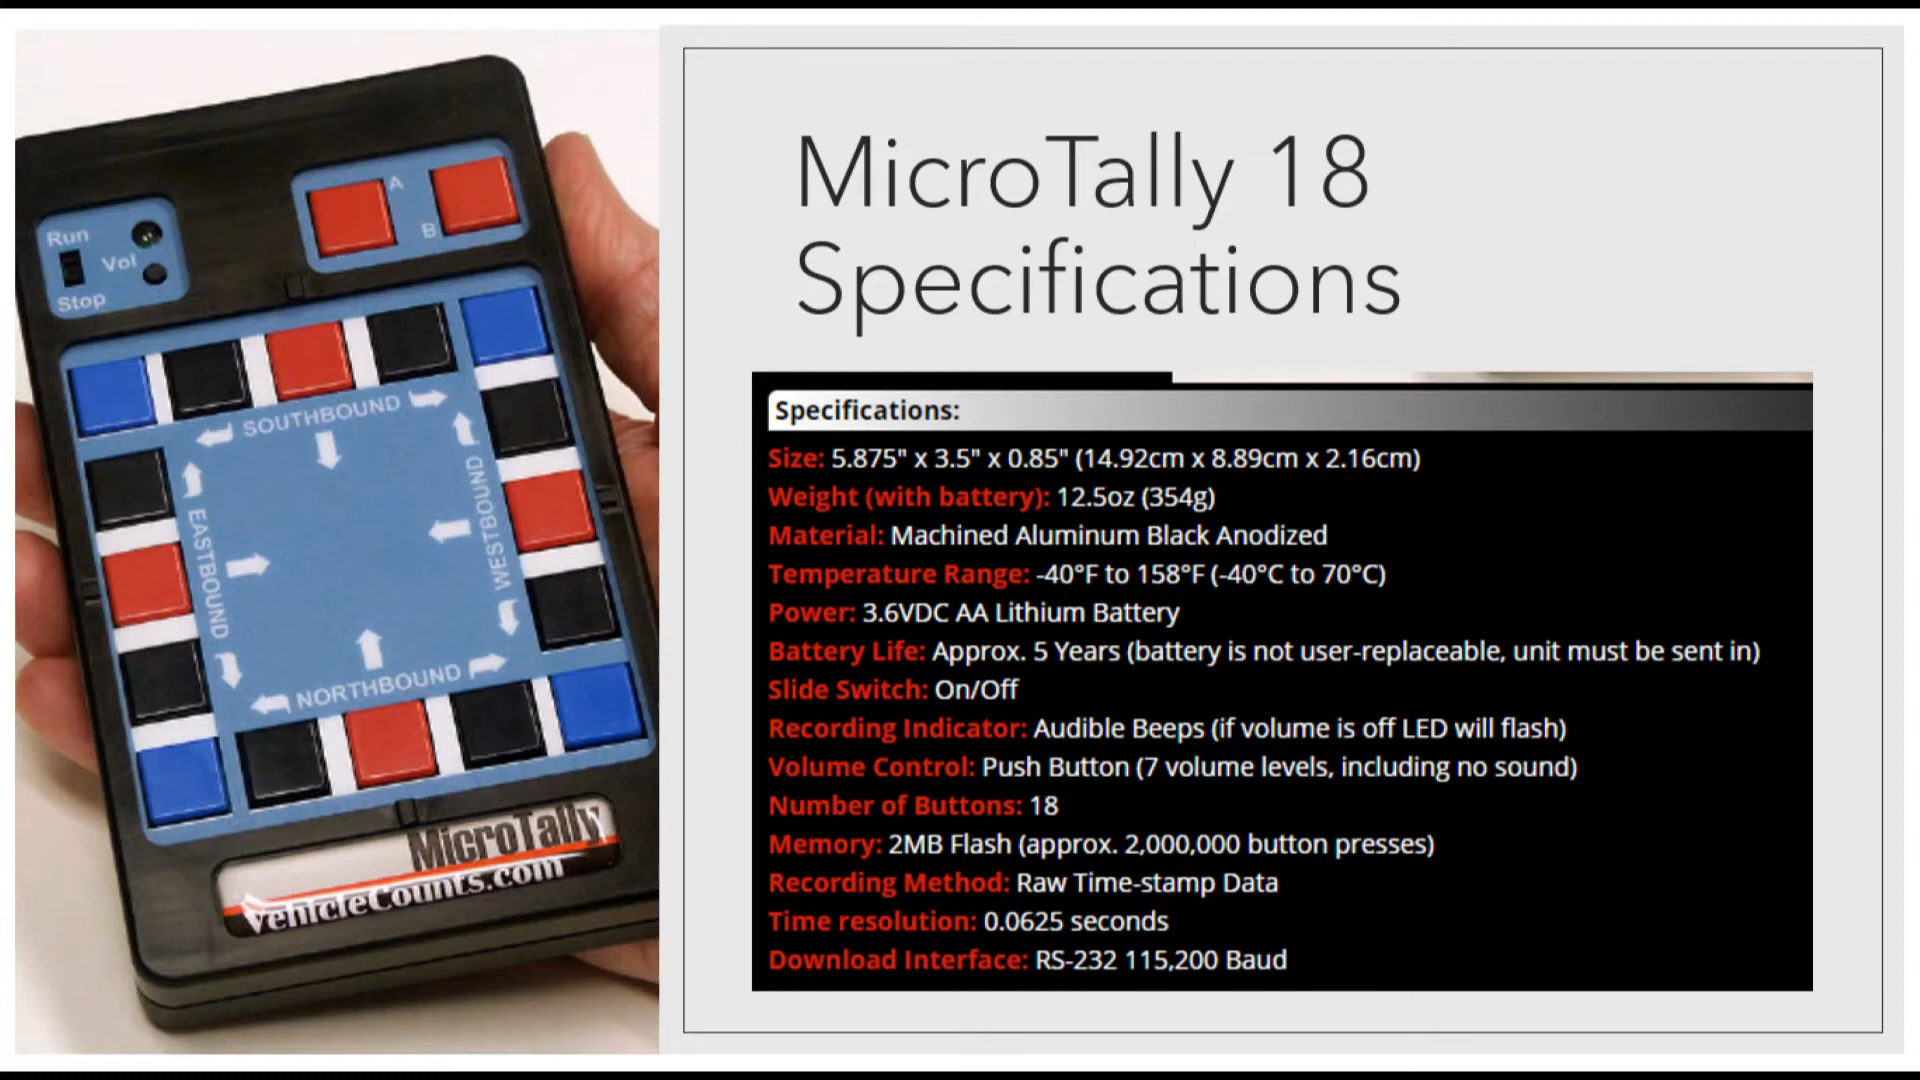 A
B
Run
Vol
Stop
SOUTHBOUND
EASTBOUND
WESTBOUND
NORTHBOUND
MicroTally
VehicleCounts.com
MicroTally 18
Specifications
Specifications:
Size: 5.875" x 3.5" x 0.85" (14.92cm x 8.89cm x 2.16cm)
Weight (with battery): 12.5oz (354g)
Material: Machined Aluminum Black Anodized
Temperature Range: -40°F to 158°F (-40°C to 70°C)
Power: 3.6VDC AA Lithium Battery
Battery Life: Approx. 5 Years (battery is not user-replaceable, unit must be sent in)
Slide Switch: On/Off
Recording Indicator: Audible Beeps (if volume is off LED will flash)
Volume Control: Push Button (7 volume levels, including no sound)
Number of Buttons: 18
Memory: 2MB Flash (approx. 2,000,000 button presses)
Recording Method: Raw Time-stamp Data
Time resolution: 0.0625 seconds
Download Interface: RS-232 115,200 Baud